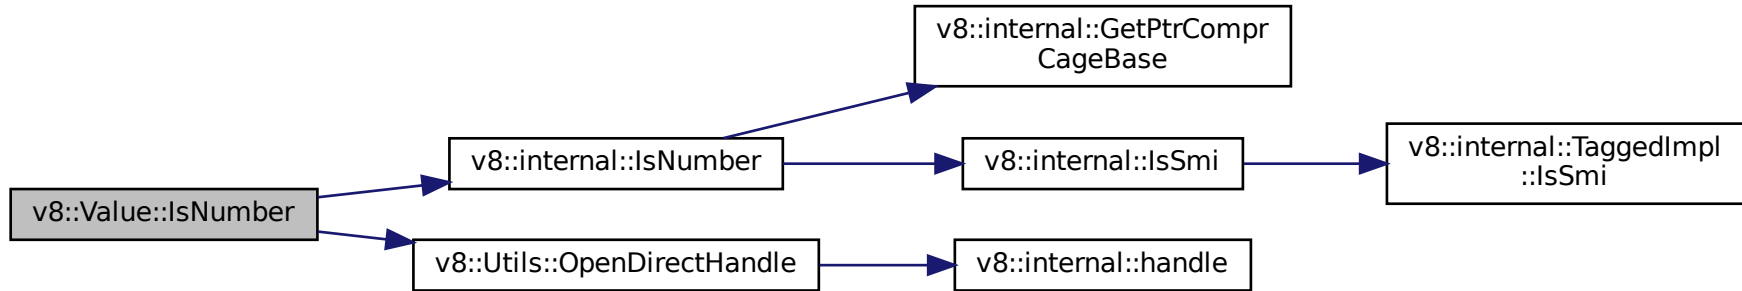 v8::internal::GetPtrCompr
CageBase
v8::internal::IsNumber
v8::internal::IsSmi
v8::internal::TaggedImpl
::IsSmi
v8::Value::IsNumber
v8::Utils::OpenDirectHandle
v8::internal::handle